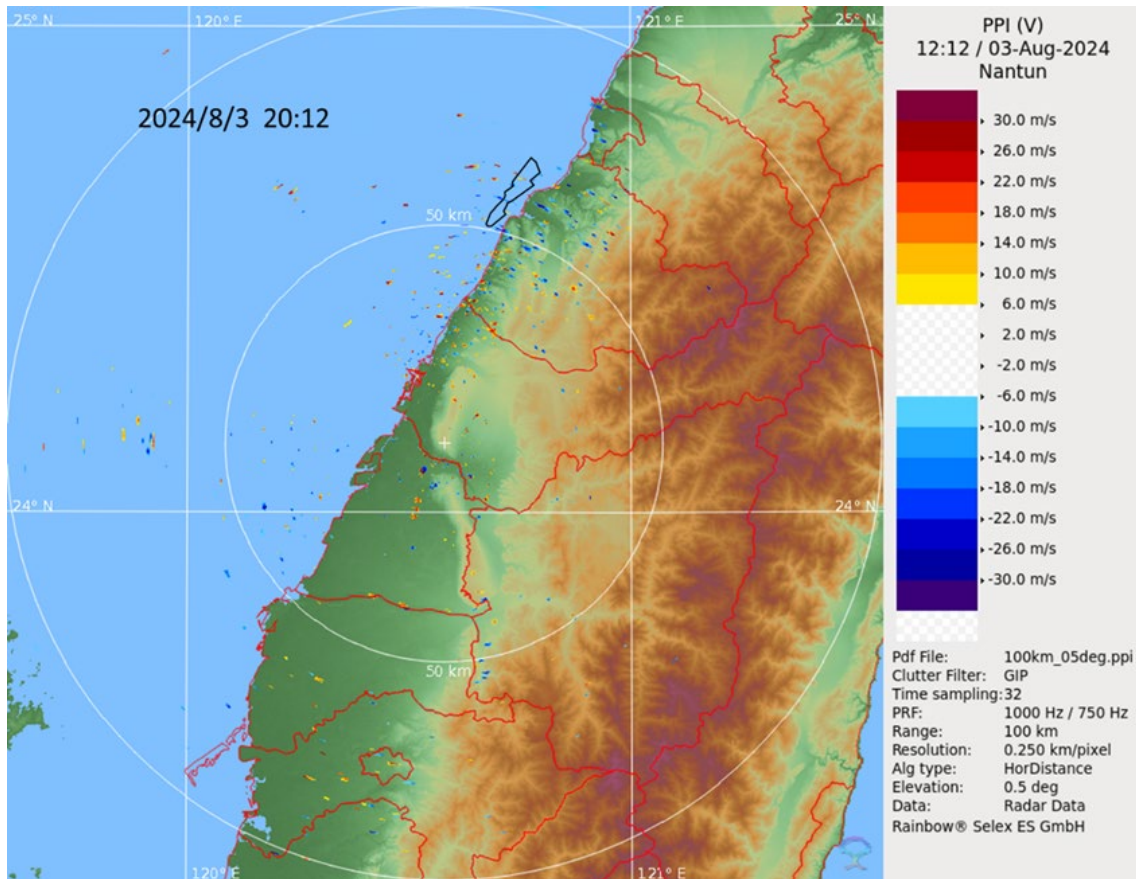 25° N
120° E
121° E
25° N
2024/8/3 20:12
50 km
24° N
24° N
50 km
120° E
121° E
PPI (V)
12:12 / 03-Aug-2024
Nantun
30.0 m/s
26.0 m/s
22.0 m/s
18.0 m/s
14.0 m/s
10.0 m/s
6.0 m/s
2.0 m/s
-2.0 m/s
-6.0 m/s
-10.0 m/s
-14.0 m/s
-18.0 m/s
-22.0 m/s
-26.0 m/s
-30.0 m/s
Pdf File: 100km_05deg.ppi
Clutter Filter: GIP
Time sampling: 32
PRF: 1000 Hz / 750 Hz
Range: 100 km
Resolution: 0.250 km/pixel
Alg type: HorDistance
Elevation: 0.5 deg
Data: Radar Data
Rainbow® Selex ES GmbH